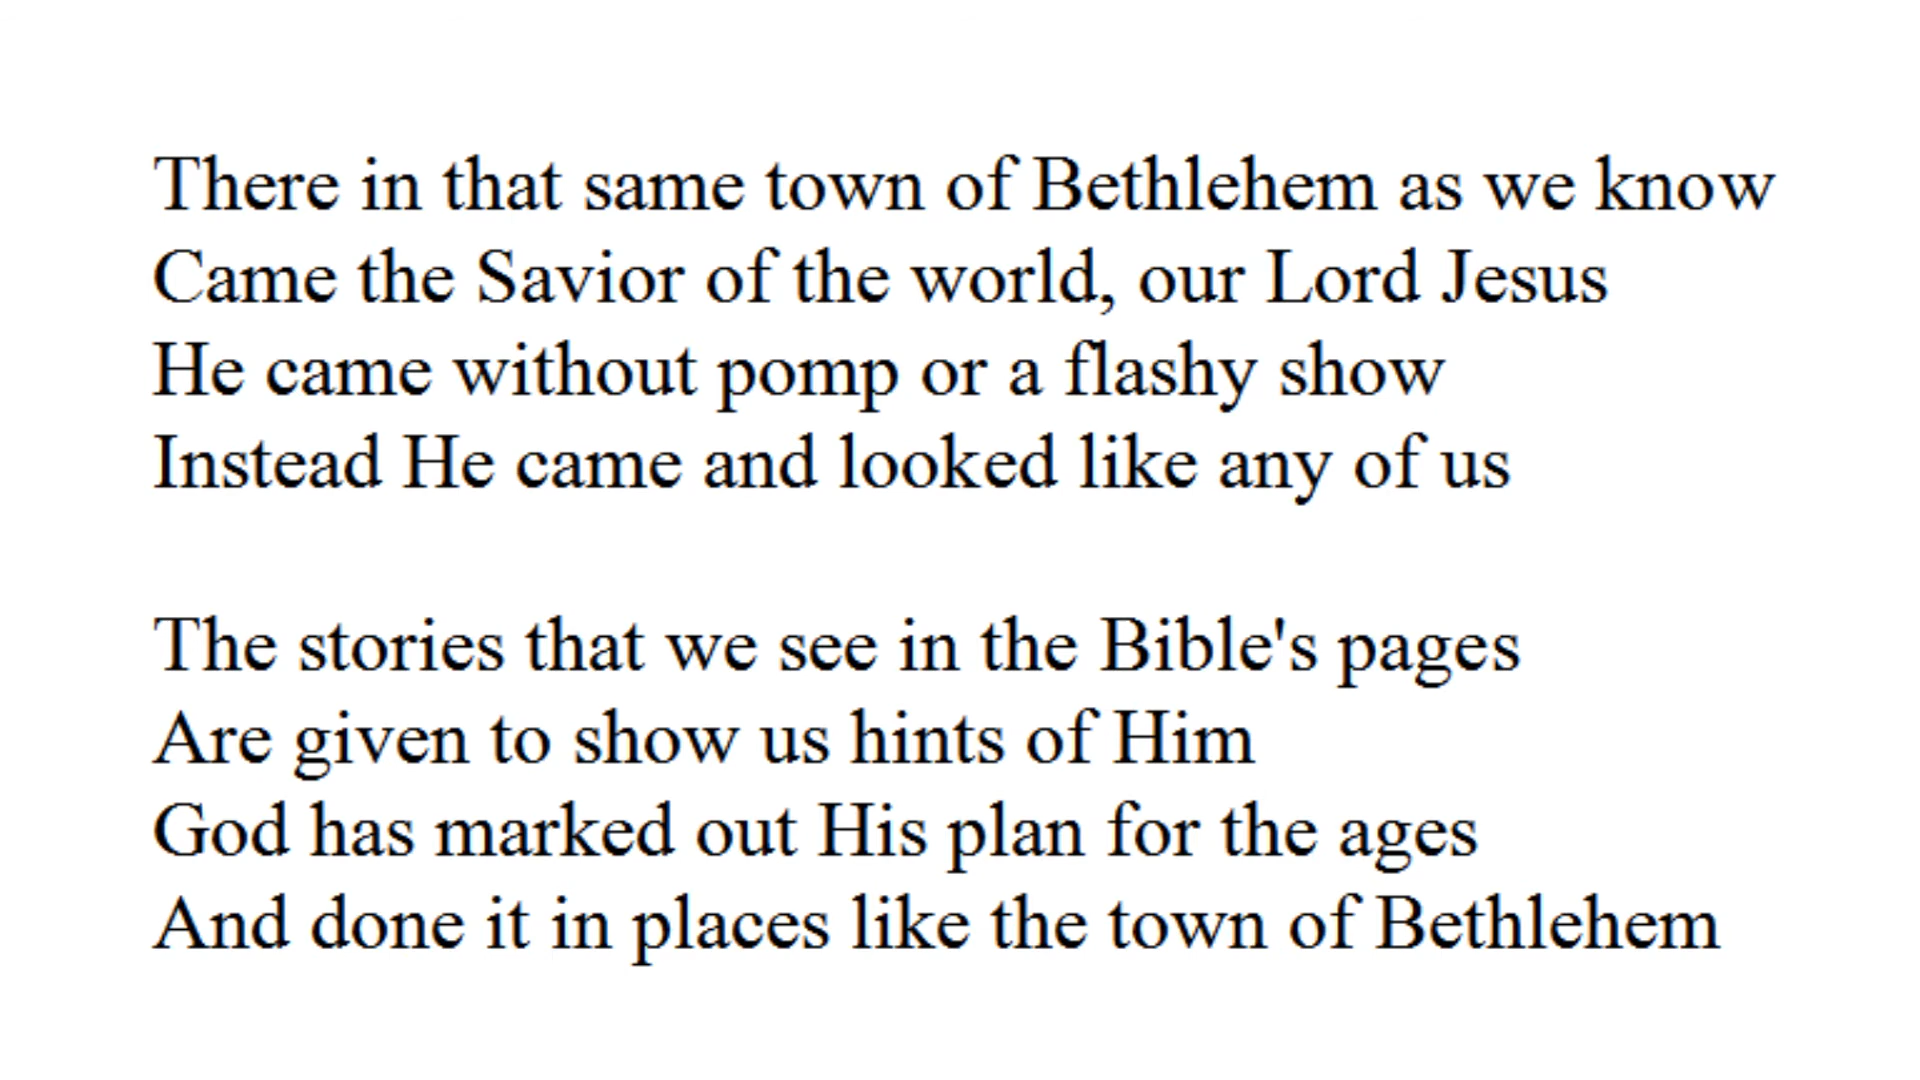 There in that same town of Bethlehem as we know
Came the Savior of the world, our Lord Jesus
He came without pomp or a flashy show
Instead He came and looked like any of us
The stories that we see in the Bible's pages
Are given to show us hints of Him
God has marked out His plan for the ages
And done it in places like the town of Bethlehem